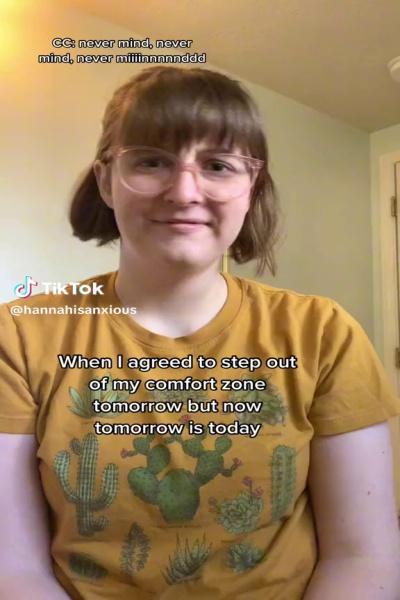 CC: never mind, never
mind, never miiiinnnnnddd
TikTok
@hannahisanxious
When I agreed to step out
of my comfort zone
tomorrow but now
tomorrow is today